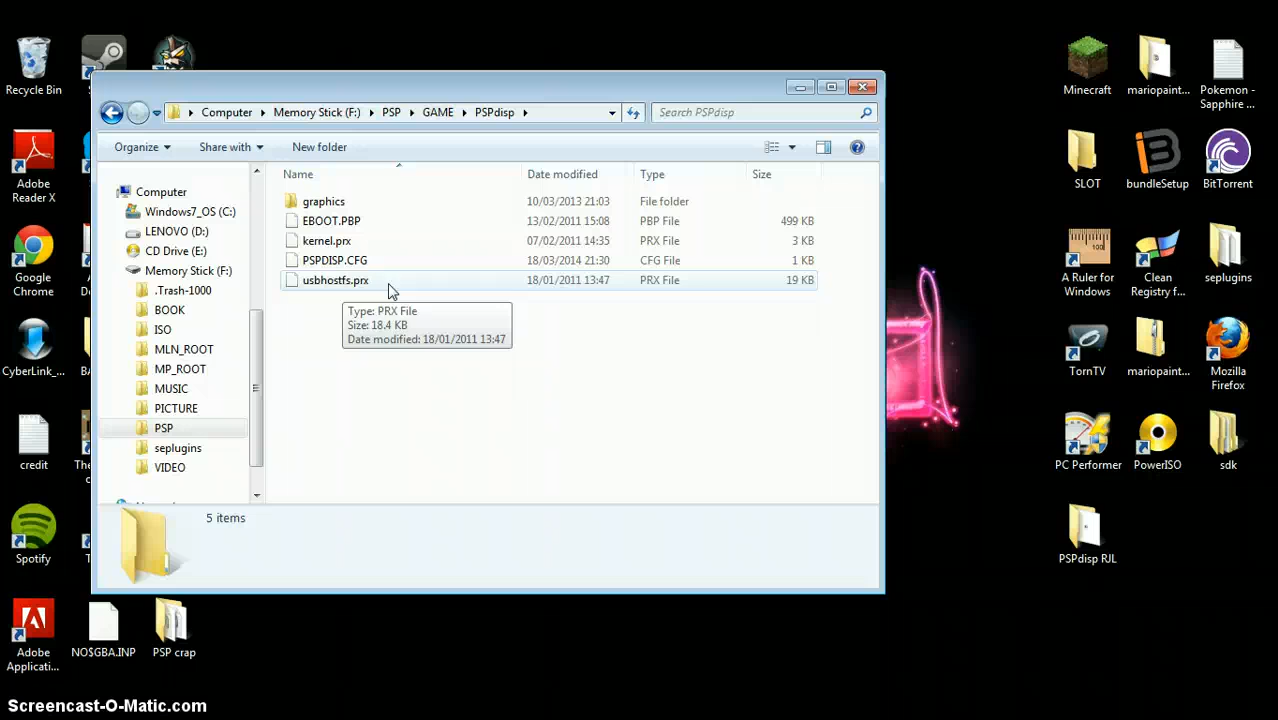 Recycle Bin
Adobe
Reader X
Google
Chrome
CyberLink_...
credit
Spotify
Adobe
Applicati...
NO$GBA.INP
PSP crap
Computer
Memory Stick (F:)
PSP
GAME
PSPdisp
Search PSPdisp
Organize
Share with
New folder
Computer
Windows7_OS (C:)
LENOVO (D:)
CD Drive (E:)
Memory Stick (F:)
.Trash-1000
BOOK
ISO
MLN_ROOT
MP_ROOT
MUSIC
PICTURE
PSP
seplugins
VIDEO
Name Date modified Type Size
graphics 10/03/2013 21:03 File folder
EBOOT.PBP 13/02/2011 15:08 PBP File 499 KB
kernel.prx 07/02/2011 14:35 PRX File 3 KB
PSPDISP.CFG 18/03/2014 21:30 CFG File 1 KB
usbhostfs.prx 18/01/2011 13:47 PRX File 19 KB
Type: PRX File
Size: 18.4 KB
Date modified: 18/01/2011 13:47
5 items
Minecraft
mariopaint...
Pokemon -
Sapphire ...
SLOT
bundleSetup
BitTorrent
A Ruler for
Windows
Clean
Registry f...
seplugins
TornTV
mariopaint...
Mozilla
Firefox
PC Performer
PowerISO
sdk
PSPdisp RJL
Screencast-O-Matic.com